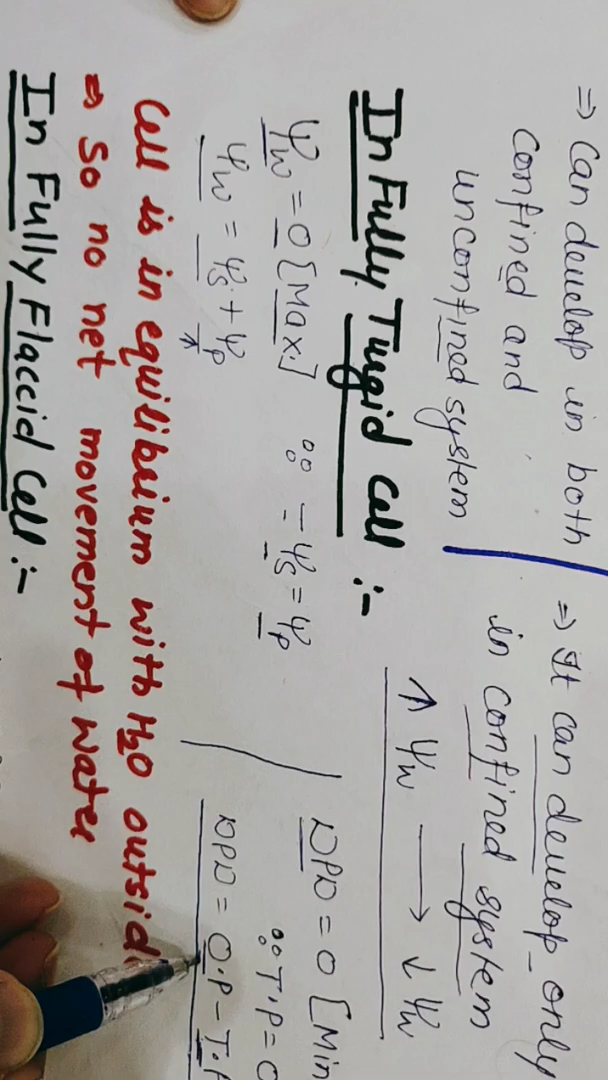 ⇒ Can develop in both
confined and
unconfined system
⇒ It can develop only
in confined system
In Fully Turgid Cell :-
↑ Ψw → ↓ Ψw
Ψw = 0 [Max.] ∴ = Ψs = Ψp
Ψw = Ψs + Ψp
DPD = 0 [Min
∴ T.P = O
DPD = O.P - T.P
Cell is in equilibrium with H₂O outsid
⇒ So no net movement of water
In Fully Flaccid Cell :-